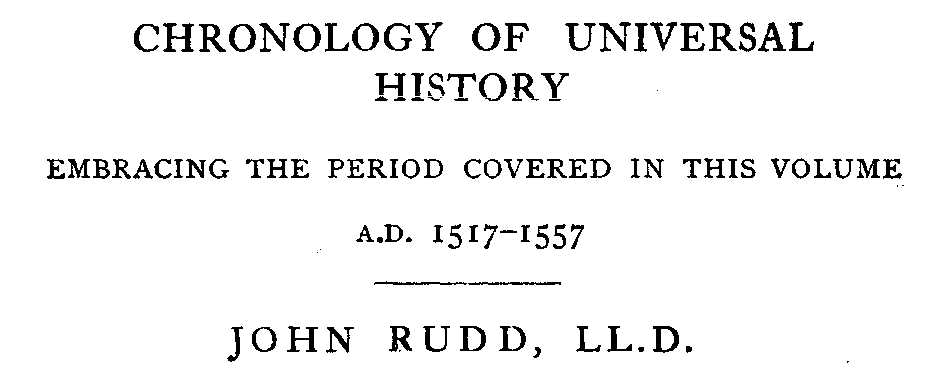 CHRONOLOGY OF UNIVERSAL
HISTORY
EMBRACING THE PERIOD COVERED IN THIS VOLUME
A.D. 1517–1557
JOHN RUDD, LL.D.